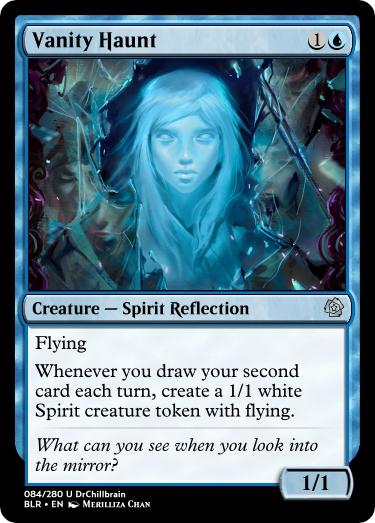 Vanity Haunt 1
Creature — Spirit Reflection
Flying
Whenever you draw your second
card each turn, create a 1/1 white
Spirit creature token with flying.
What can you see when you look into
the mirror?
1/1
084/280 U DrChillbrain
BLR • EN Merilliza Chan